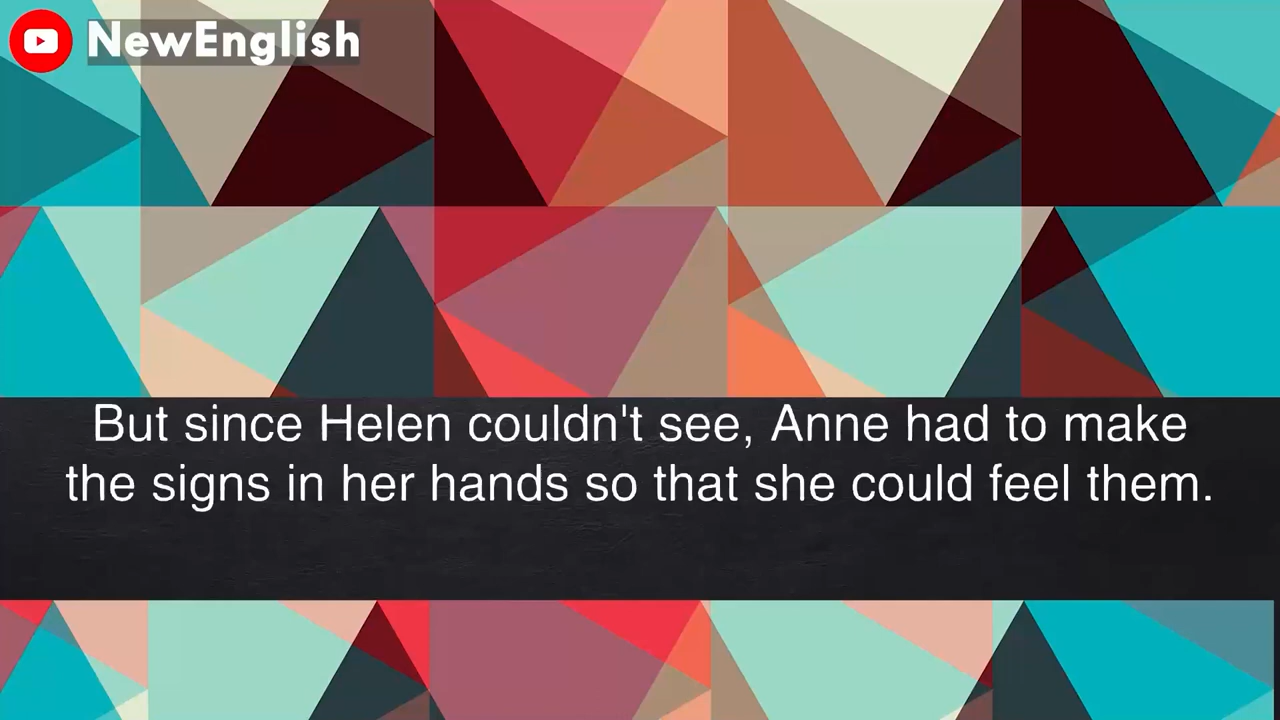 NewEnglish
But since Helen couldn't see, Anne had to make
the signs in her hands so that she could feel them.